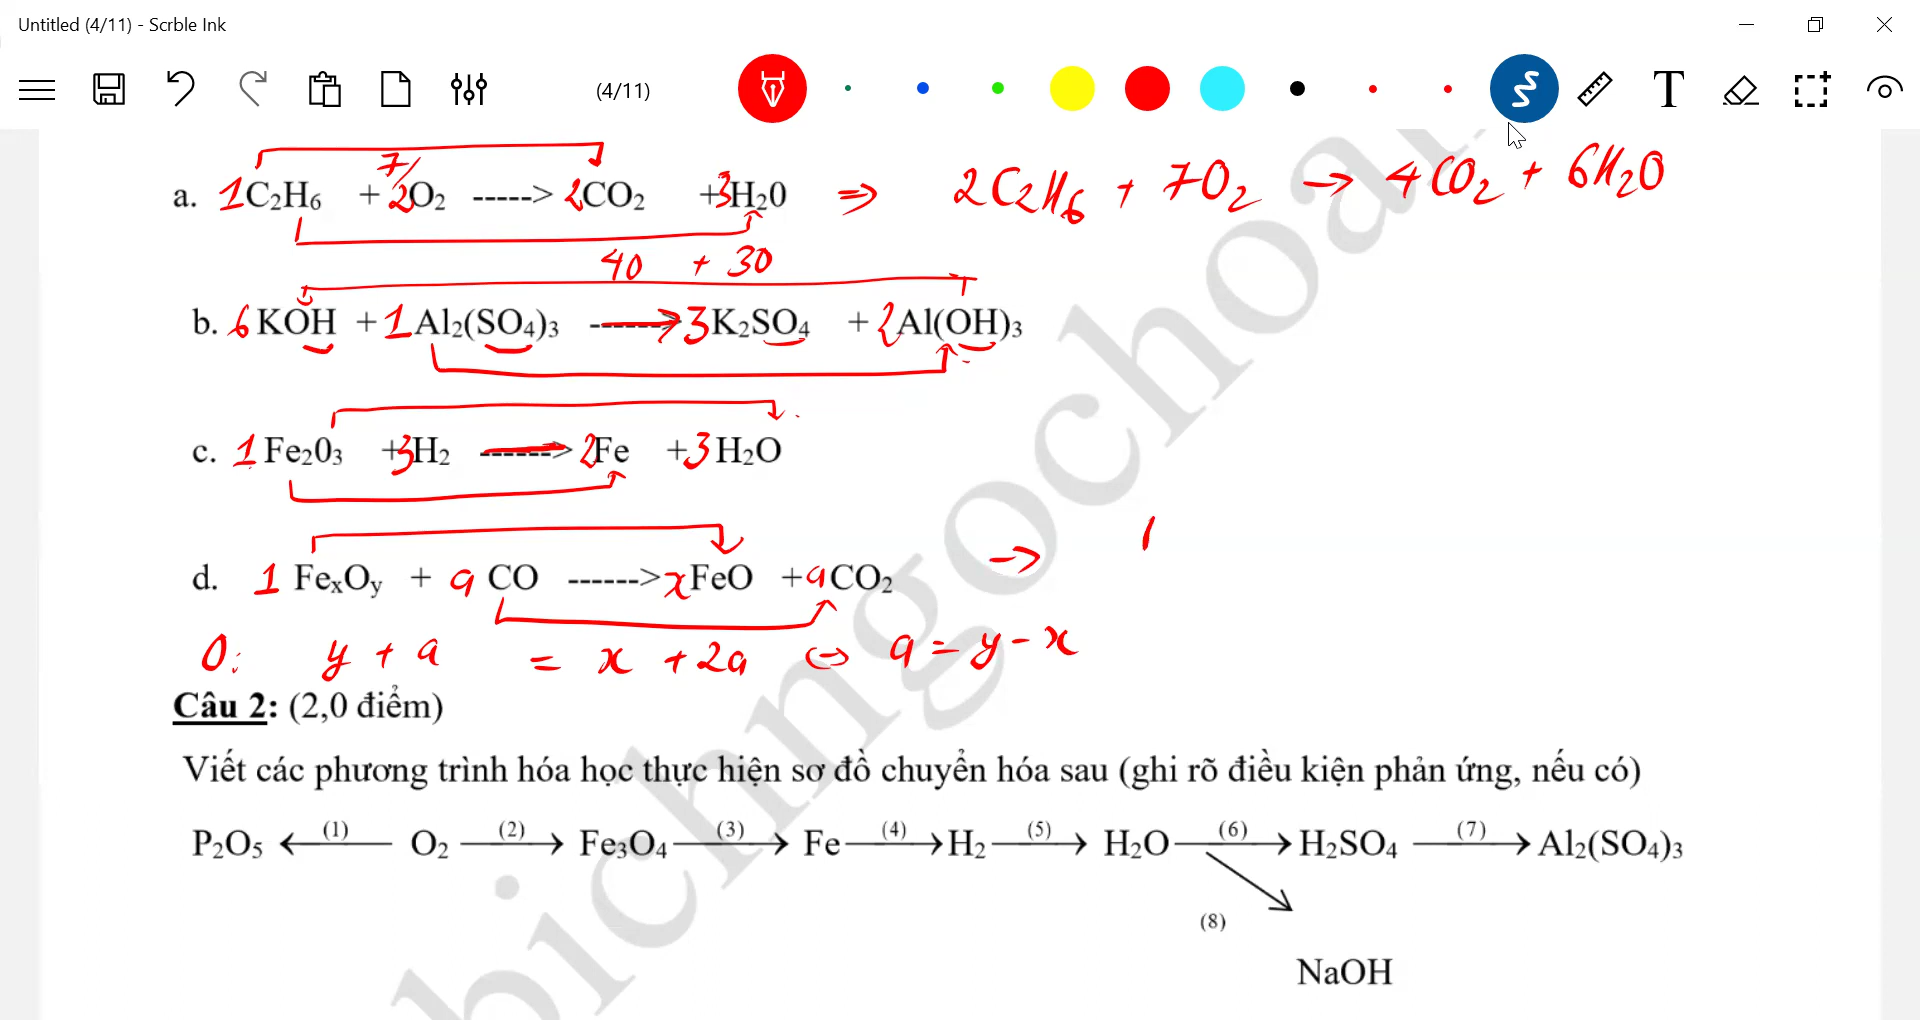 Untitled (4/11) - Scrble Ink
(4/11)
T
a. 1C₂H₆ + 7/2O₂ -----> 2CO₂ +3H₂0 ⇒ 2C₂H₆ + 7O₂ → 4CO₂ + 6H₂O
4O + 3O
b. 6KOH + 1Al₂(SO₄)₃ ------> 3K₂SO₄ + 2Al(OH)₃
c. 1Fe₂0₃ +3H₂ ------> 2Fe +3H₂O
d. 1 FeₓOᵧ + a CO ------> xFeO +aCO₂ →
O: y + a = x + 2a ⇔ a = y - x
Câu 2: (2,0 điểm)
Viết các phương trình hóa học thực hiện sơ đồ chuyển hóa sau (ghi rõ điều kiện phản ứng, nếu có)
P₂O₅ ←(1) O₂ (2)→ Fe₃O₄ (3)→ Fe (4)→ H₂ (5)→ H₂O (6)→ H₂SO₄ (7)→ Al₂(SO₄)₃
(8)
NaOH
bichngochoa